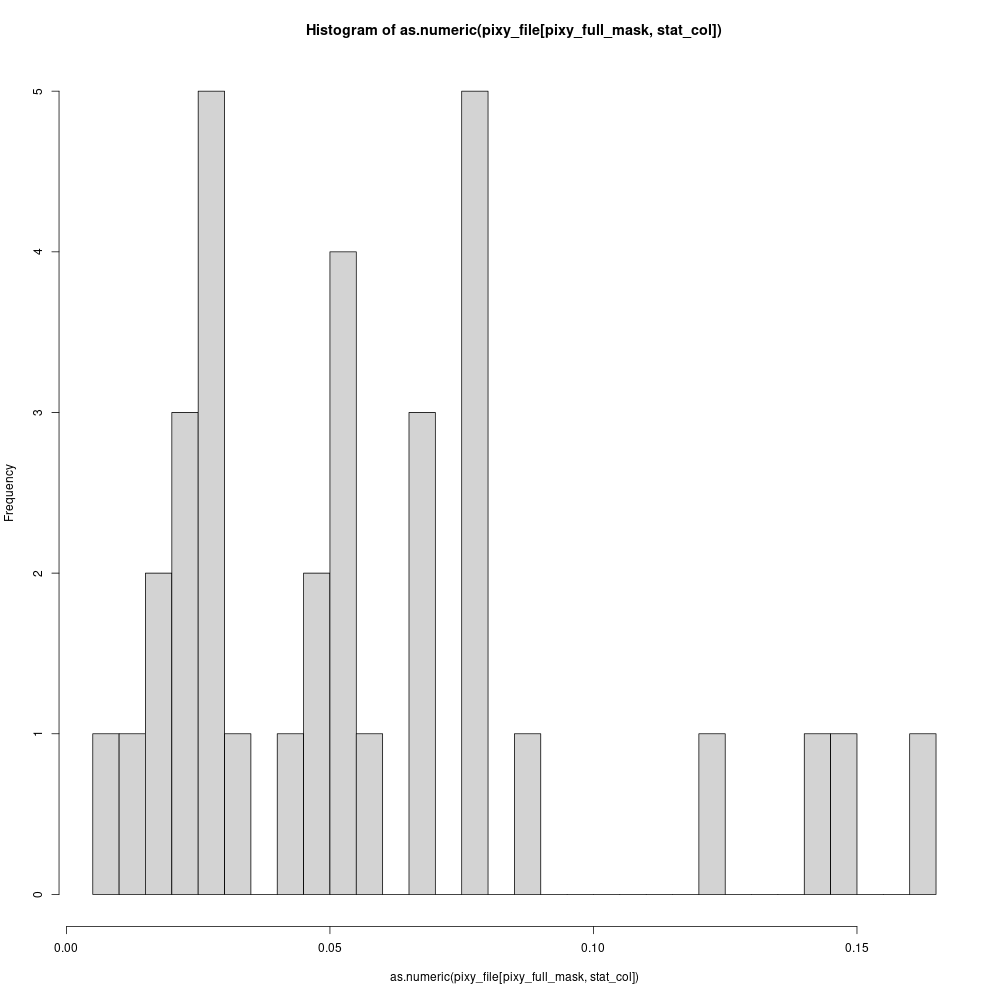 Histogram of as.numeric(pixy_file[pixy_full_mask, stat_col])
5
4
3
2
1
0
Frequency
0.00 0.05 0.10 0.15
as.numeric(pixy_file[pixy_full_mask, stat_col])